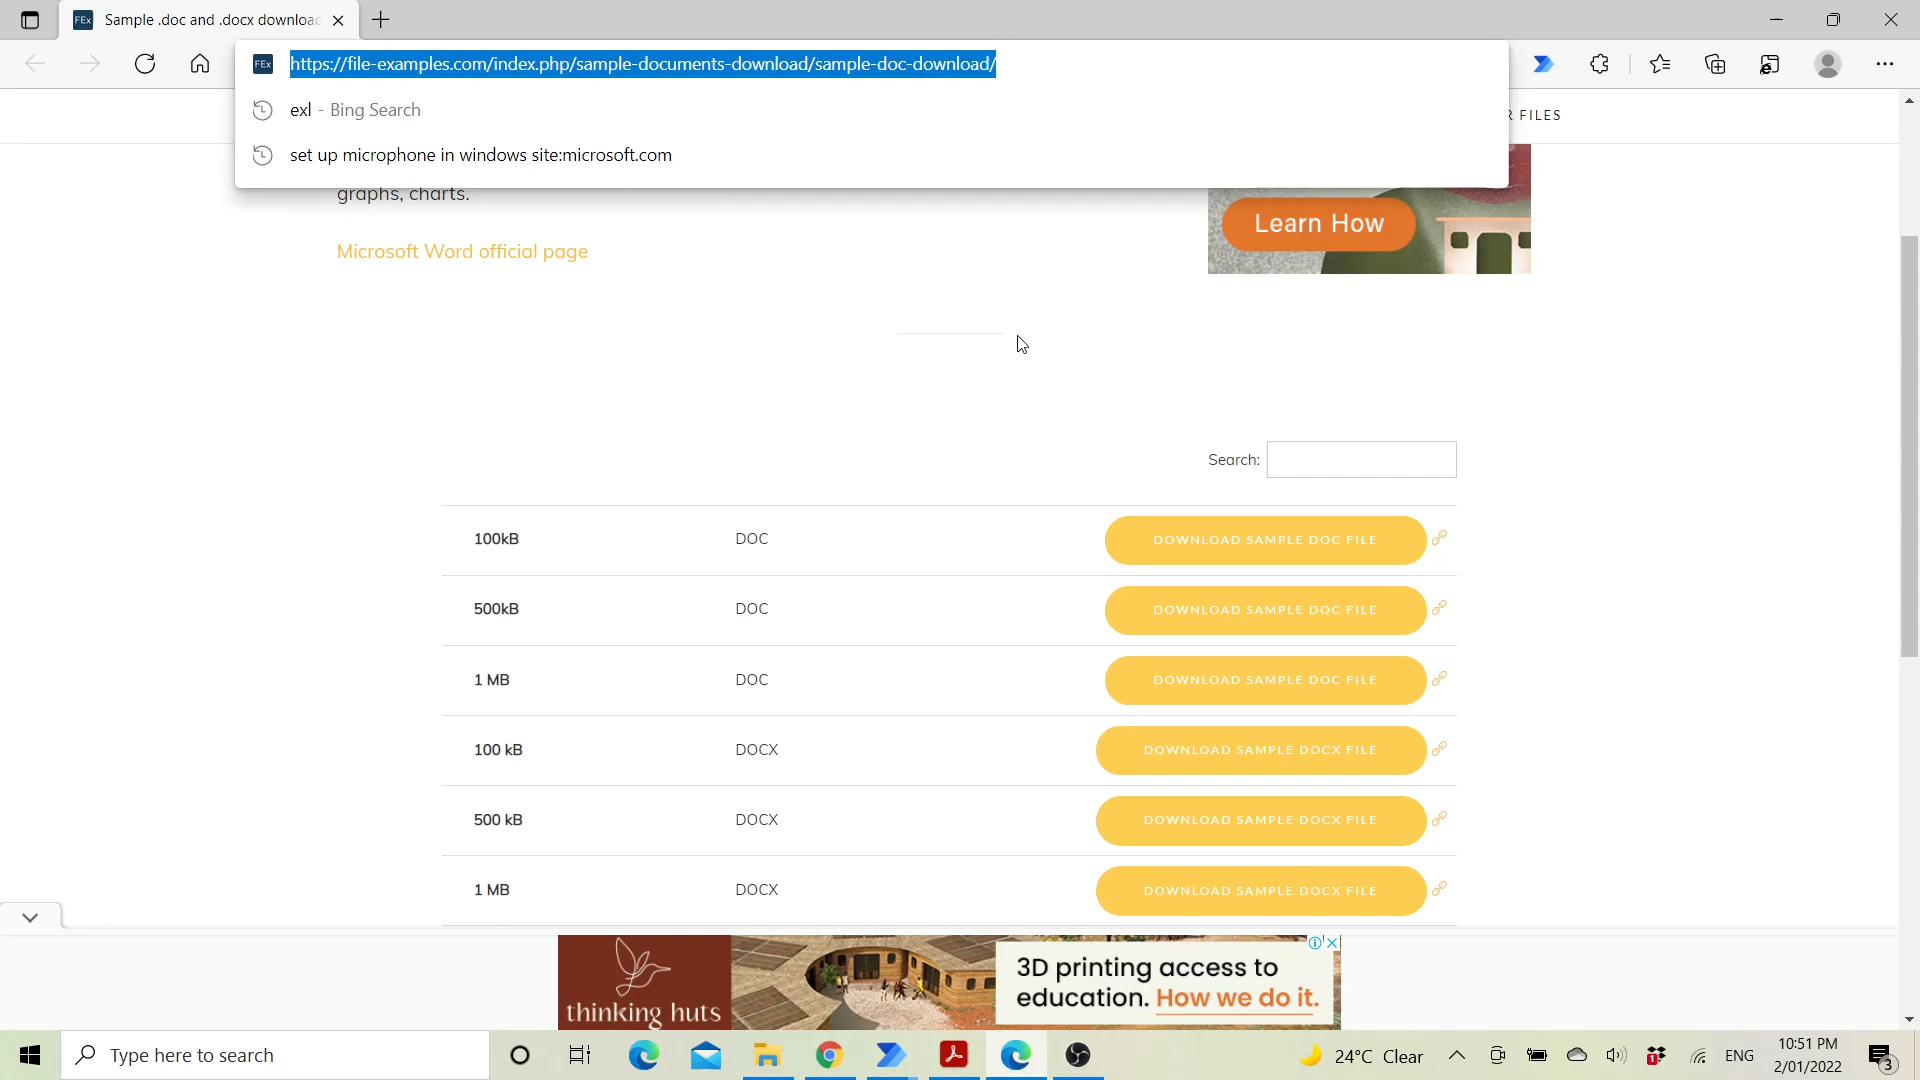 FEx Sample .doc and .docx download
FEx https://file-examples.com/index.php/sample-documents-download/sample-doc-download/
exl - Bing Search
set up microphone in windows site:microsoft.com
R FILES
graphs, charts.
Learn How
Microsoft Word official page
Search:
100kB DOC DOWNLOAD SAMPLE DOC FILE
500kB DOC DOWNLOAD SAMPLE DOC FILE
1 MB DOC DOWNLOAD SAMPLE DOC FILE
100 kB DOCX DOWNLOAD SAMPLE DOCX FILE
500 kB DOCX DOWNLOAD SAMPLE DOCX FILE
1 MB DOCX DOWNLOAD SAMPLE DOCX FILE
thinking huts
3D printing access to
education. How we do it.
Type here to search
24°C Clear
1
ENG
10:51 PM
2/01/2022
3